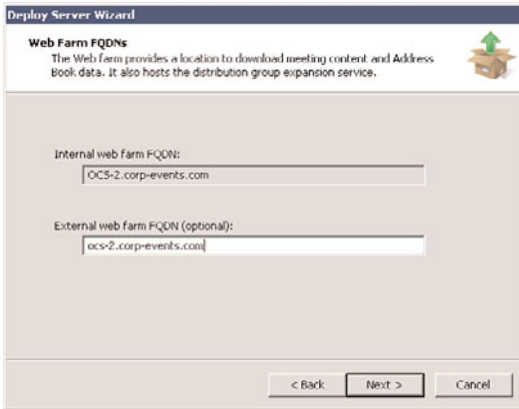 Deploy Server Wizard
Web Farm FQDNs
The Web farm provides a location to download meeting content and Address
Book data. It also hosts the distribution group expansion service.
Internal web farm FQDN:
OCS-2.corp-events.com
External web farm FQDN (optional):
ocs-2.corp-events.com
< Back
Next >
Cancel